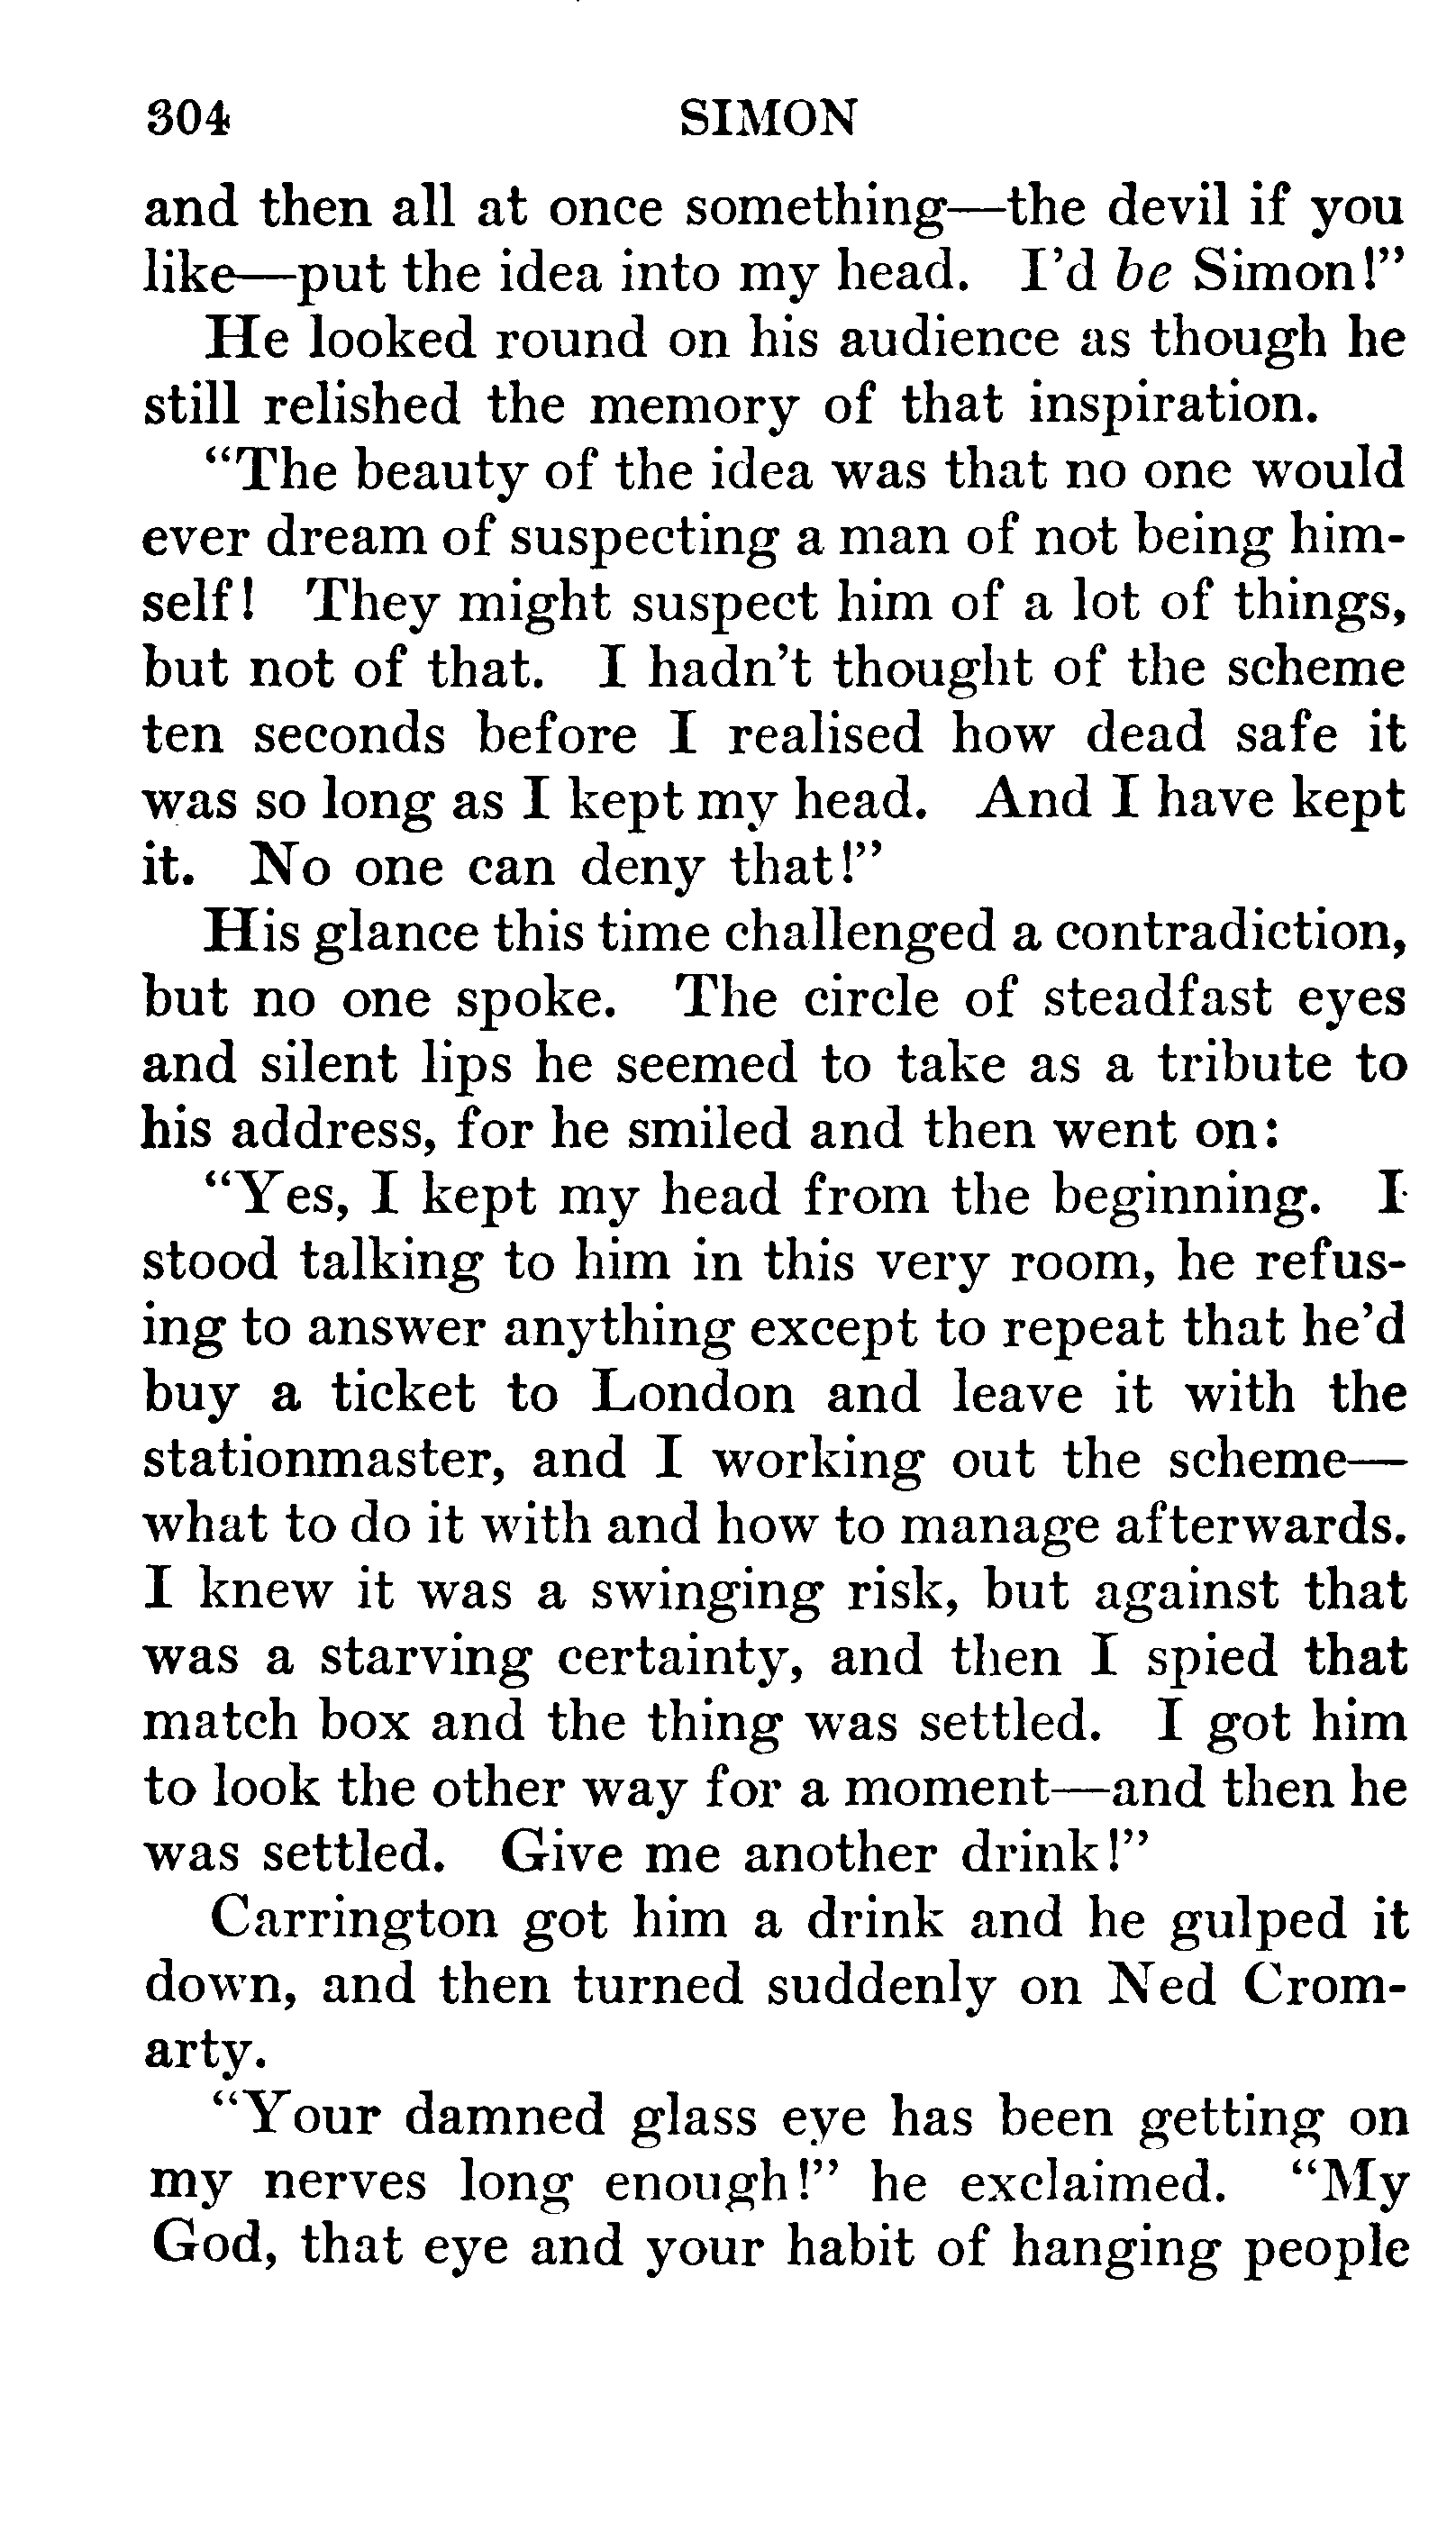 304 SIMON
and then all at once something—the devil if you
like—put the idea into my head. I'd be Simon!"
He looked round on his audience as though he
still relished the memory of that inspiration.
"The beauty of the idea was that no one would
ever dream of suspecting a man of not being him-
self! They might suspect him of a lot of things,
but not of that. I hadn't thought of the scheme
ten seconds before I realised how dead safe it
was so long as I kept my head. And I have kept
it. No one can deny that!"
His glance this time challenged a contradiction,
but no one spoke. The circle of steadfast eyes
and silent lips he seemed to take as a tribute to
his address, for he smiled and then went on:
"Yes, I kept my head from the beginning. I
stood talking to him in this very room, he refus-
ing to answer anything except to repeat that he'd
buy a ticket to London and leave it with the
stationmaster, and I working out the scheme—
what to do it with and how to manage afterwards.
I knew it was a swinging risk, but against that
was a starving certainty, and then I spied that
match box and the thing was settled. I got him
to look the other way for a moment—and then he
was settled. Give me another drink!"
Carrington got him a drink and he gulped it
down, and then turned suddenly on Ned Crom-
arty.
"Your damned glass eye has been getting on
my nerves long enough!" he exclaimed. "My
God, that eye and your habit of hanging people